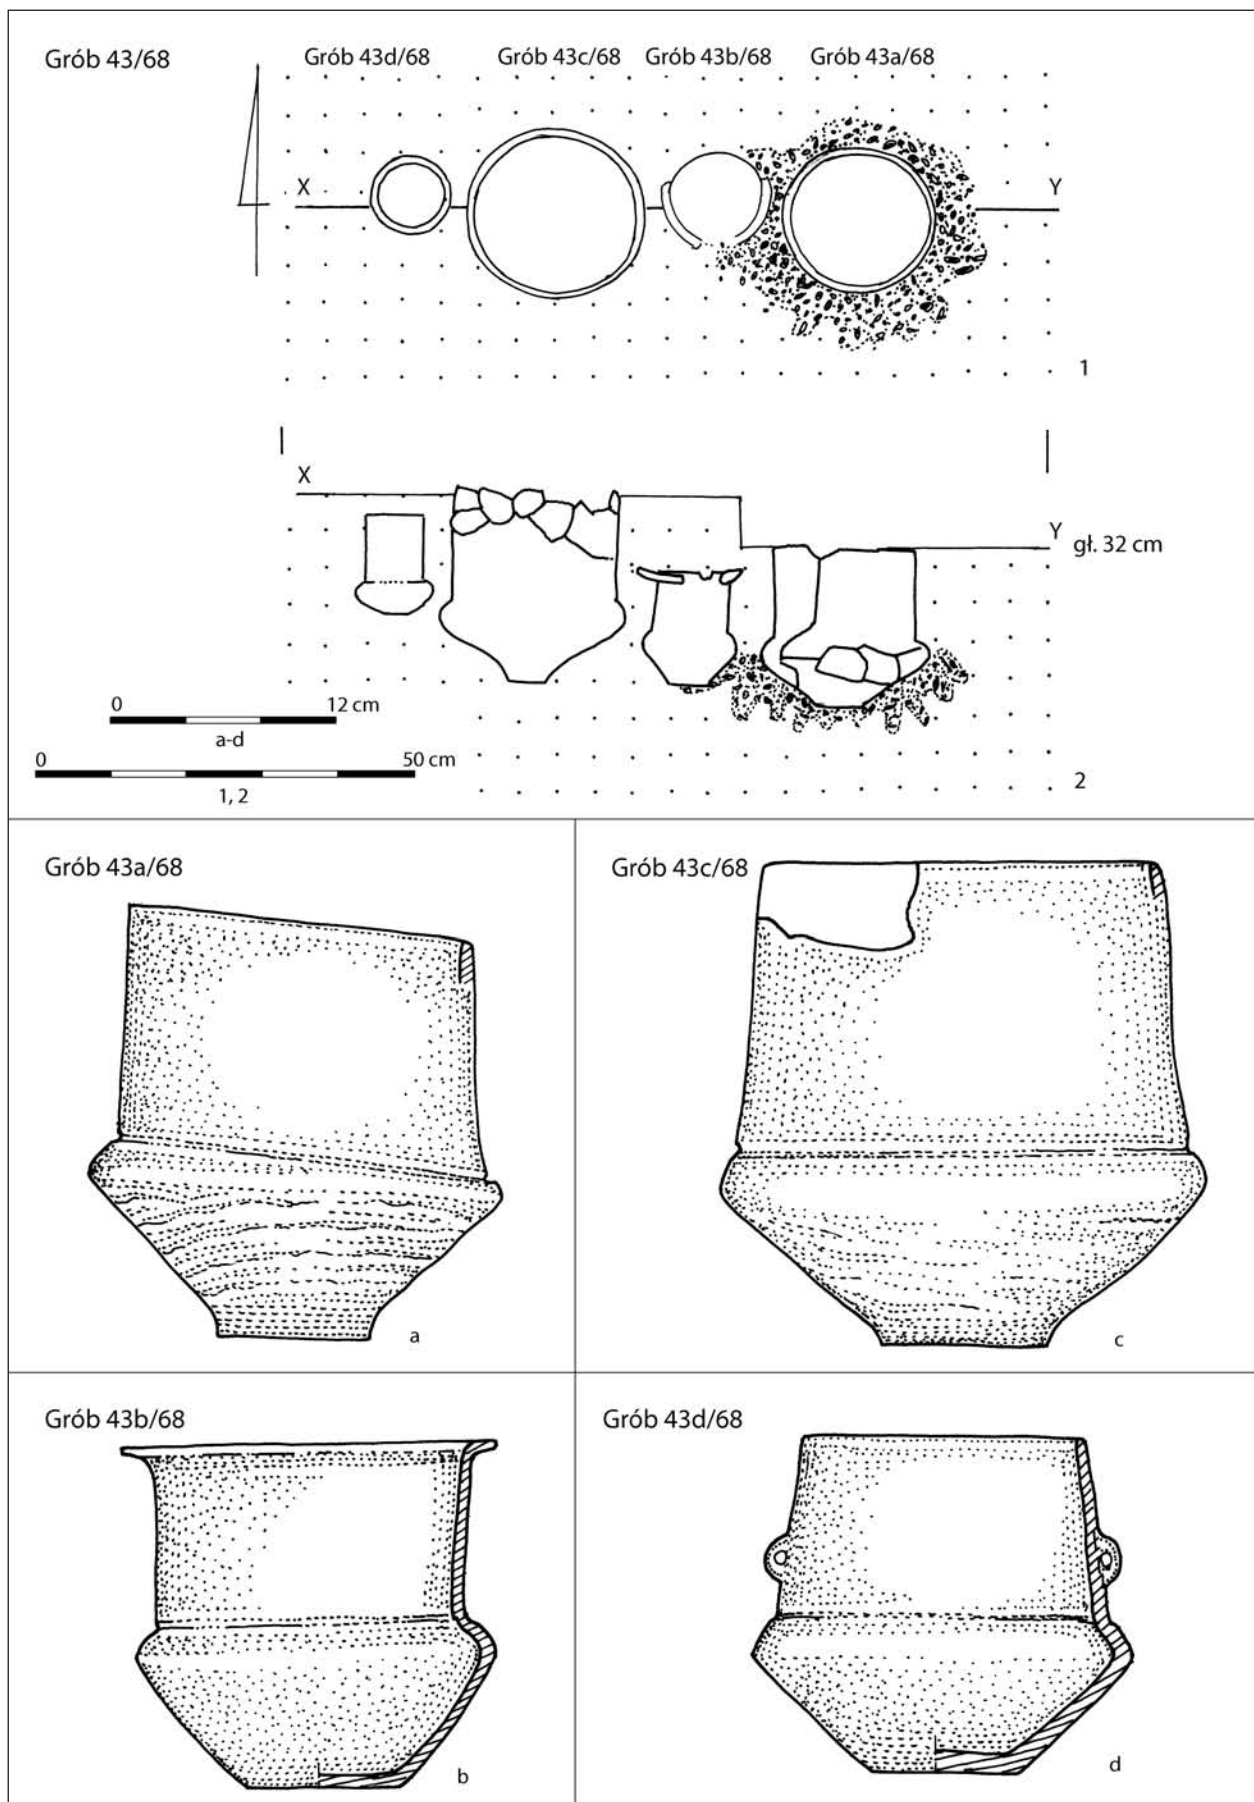 Grób 43/68
Grób 43d/68 Grób 43c/68 Grób 43b/68 Grób 43a/68
X Y
1
X
Y gł. 32 cm
0 12 cm
a-d
0 50 cm
1, 2
2
Grób 43a/68
a
Grób 43c/68
c
Grób 43b/68
b
Grób 43d/68
d